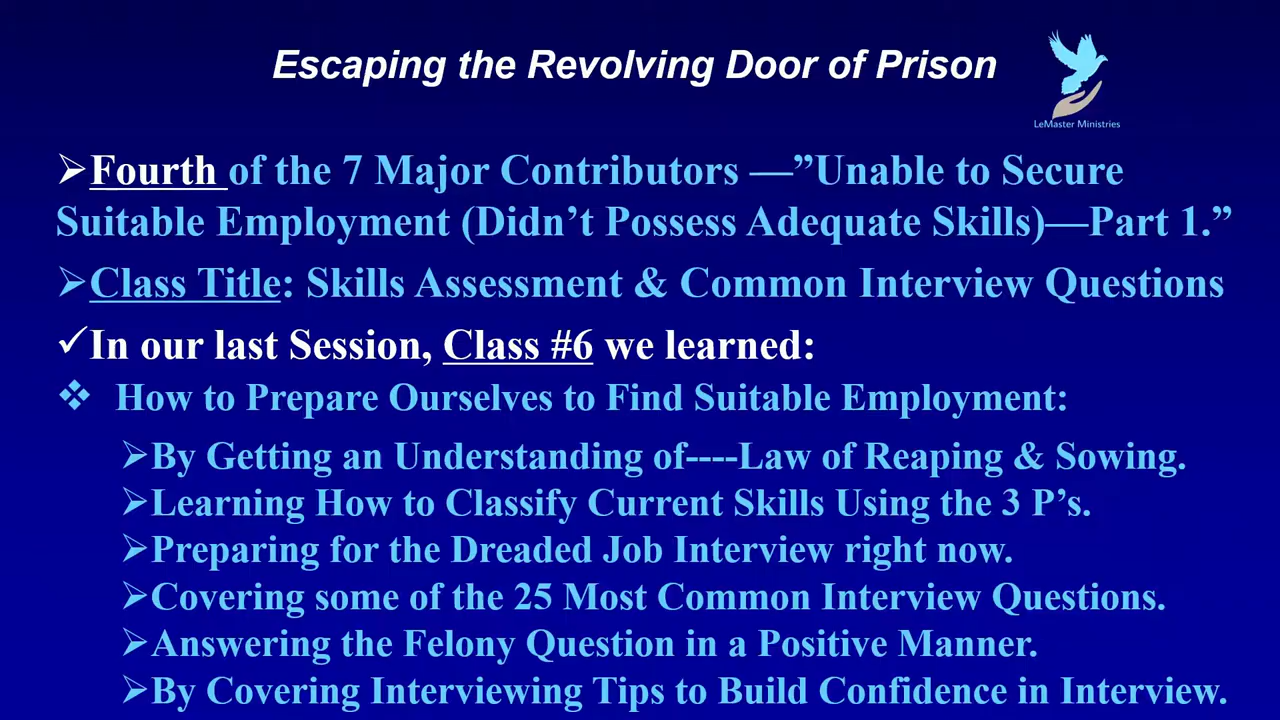 Escaping the Revolving Door of Prison
LeMaster Ministries
➢Fourth of the 7 Major Contributors —”Unable to Secure
Suitable Employment (Didn’t Possess Adequate Skills)—Part 1.”
➢Class Title: Skills Assessment & Common Interview Questions
✓In our last Session, Class #6 we learned:
❖ How to Prepare Ourselves to Find Suitable Employment:
➢By Getting an Understanding of----Law of Reaping & Sowing.
➢Learning How to Classify Current Skills Using the 3 P’s.
➢Preparing for the Dreaded Job Interview right now.
➢Covering some of the 25 Most Common Interview Questions.
➢Answering the Felony Question in a Positive Manner.
➢By Covering Interviewing Tips to Build Confidence in Interview.